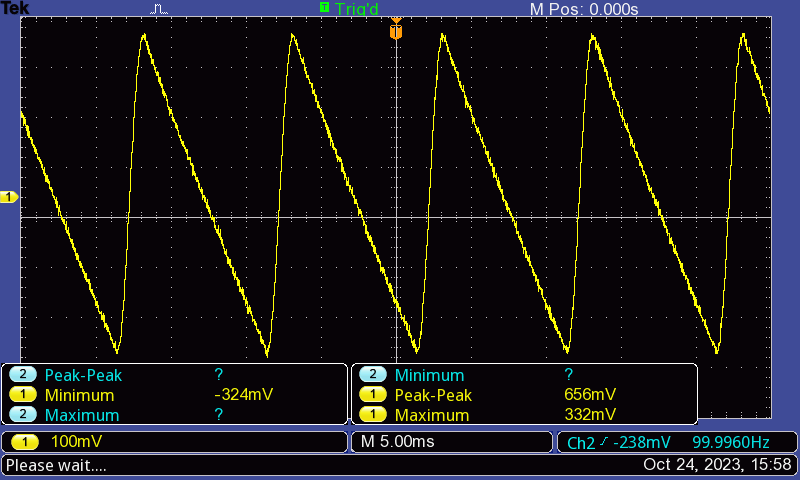 Tek Trig'd M Pos: 0.000s
T
1
2 Peak-Peak ? 2 Minimum ?
1 Minimum -324mV 1 Peak-Peak 656mV
2 Maximum ? 1 Maximum 332mV
1 100mV M 5.00ms Ch2 -238mV 99.9960Hz
Please wait.... Oct 24, 2023, 15:58